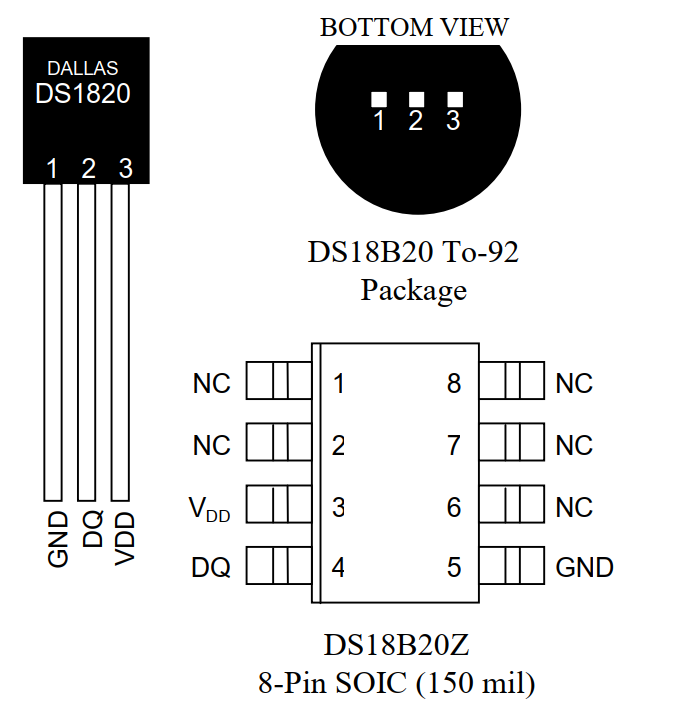 BOTTOM VIEW
DALLAS
DS1820
1 2 3
GND
DQ
VDD
1 2 3
DS18B20 To-92
Package
NC 1 8 NC
NC 2 7 NC
VDD 3 6 NC
DQ 4 5 GND
DS18B20Z
8-Pin SOIC (150 mil)